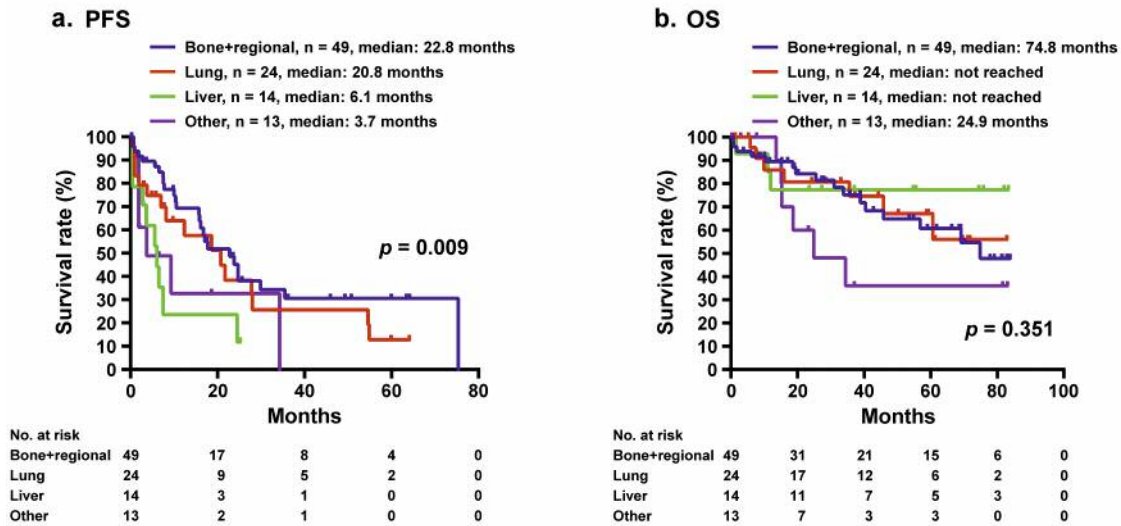 a. PFS
Bone+regional, n = 49, median: 22.8 months
Lung, n = 24, median: 20.8 months
Liver, n = 14, median: 6.1 months
Other, n = 13, median: 3.7 months
100
90
80
70
60
50
40
30
20
10
0
Survival rate (%)
p = 0.009
0 20 40 60 80
Months
No. at risk
Bone+regional 49 17 8 4 0
Lung 24 9 5 2 0
Liver 14 3 1 0 0
Other 13 2 1 0 0
b. OS
Bone+regional, n = 49, median: 74.8 months
Lung, n = 24, median: not reached
Liver, n = 14, median: not reached
Other, n = 13, median: 24.9 months
100
90
80
70
60
50
40
30
20
10
0
Survival rate (%)
p = 0.351
0 20 40 60 80 100
Months
No. at risk
Bone+regional 49 31 21 15 6 0
Lung 24 17 12 6 2 0
Liver 14 11 7 5 3 0
Other 13 7 3 3 0 0